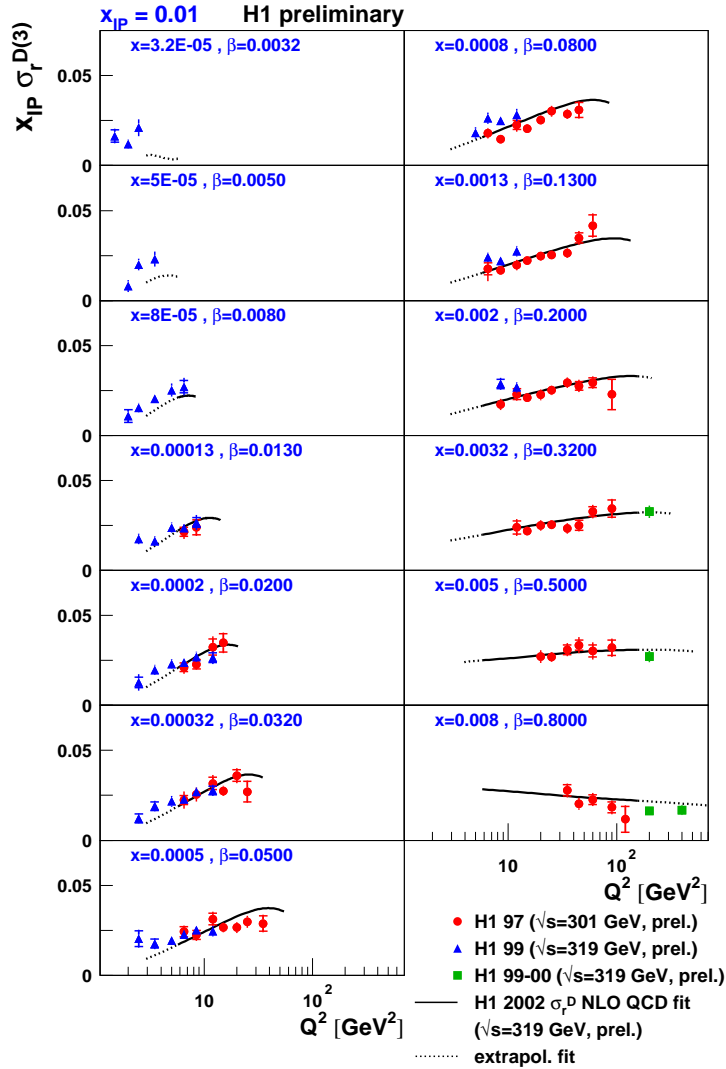 x_IP = 0.01 H1 preliminary
x_IP σ_r^D(3)
x=3.2E-05 , β=0.0032
0.05
0
x=5E-05 , β=0.0050
0.05
0
x=8E-05 , β=0.0080
0.05
0
x=0.00013 , β=0.0130
0.05
0
x=0.0002 , β=0.0200
0.05
0
x=0.00032 , β=0.0320
0.05
0
x=0.0005 , β=0.0500
0.05
0
10 10^2
Q^2 [GeV^2]
x=0.0008 , β=0.0800
x=0.0013 , β=0.1300
x=0.002 , β=0.2000
x=0.0032 , β=0.3200
x=0.005 , β=0.5000
x=0.008 , β=0.8000
10 10^2
Q^2 [GeV^2]
H1 97 (√s=301 GeV, prel.)
H1 99 (√s=319 GeV, prel.)
H1 99-00 (√s=319 GeV, prel.)
H1 2002 σ_r^D NLO QCD fit
(√s=319 GeV, prel.)
extrapol. fit